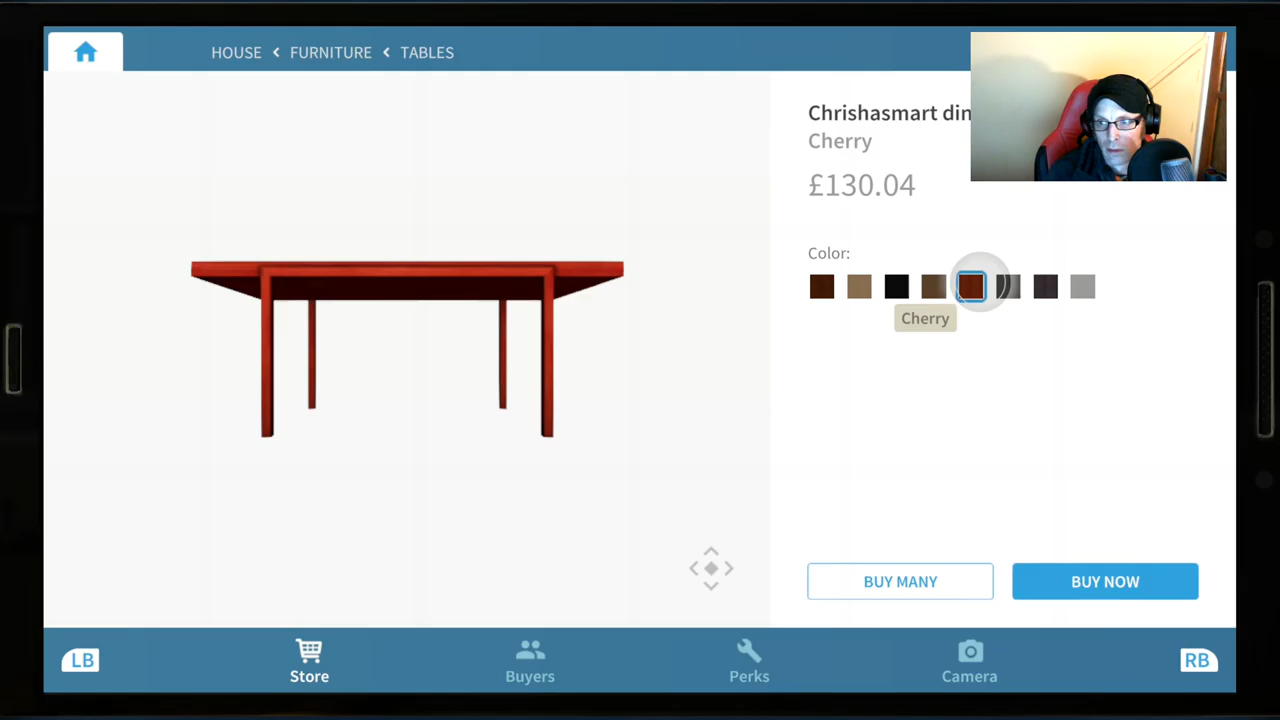 HOUSE < FURNITURE < TABLES
Chrishasmart
Cherry
£130.04
Color:
Cherry
BUY MANY
BUY NOW
LB
Store
Buyers
Perks
Camera
RB